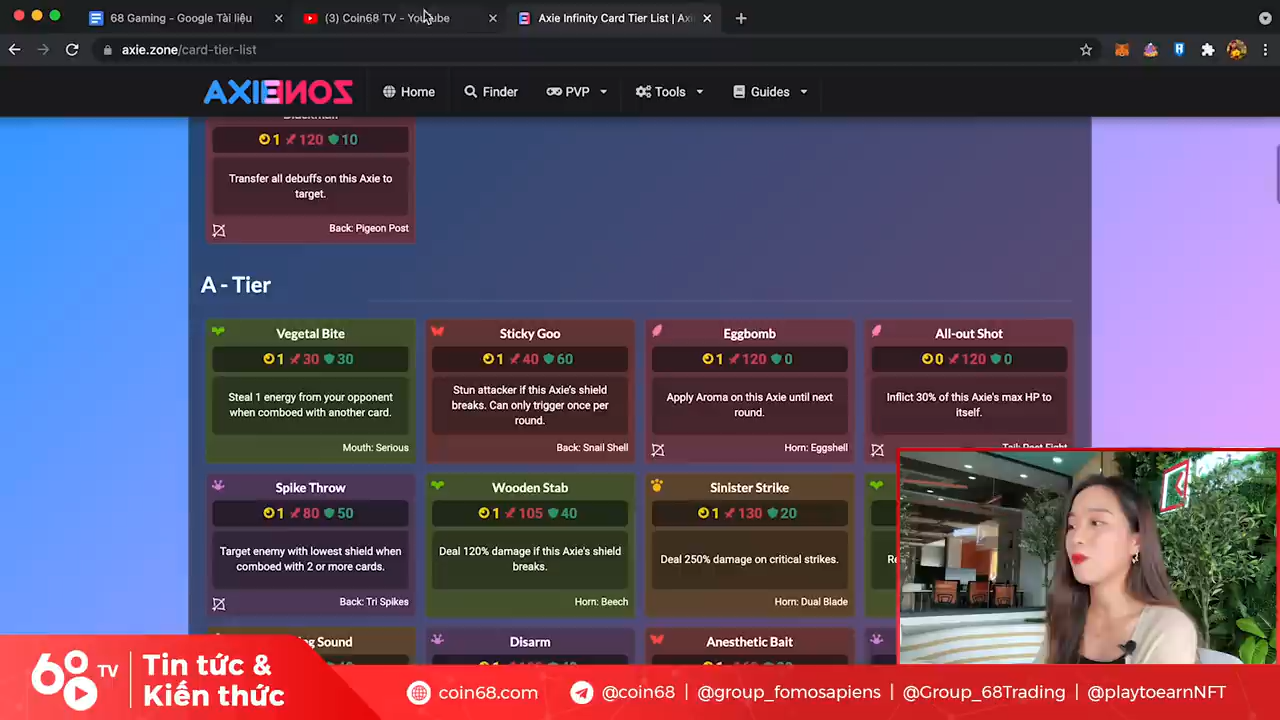 68 Gaming - Google Tài liệu
(3) Coin68 TV - YouTube
Axie Infinity Card Tier List | Axi
axie.zone/card-tier-list
AXIE ZONE
Home
Finder
PVP
Tools
Guides
1 120 10
Transfer all debuffs on this Axie to
target.
Back: Pigeon Post
A - Tier
Vegetal Bite
1 30 30
Steal 1 energy from your opponent
when comboed with another card.
Mouth: Serious
Sticky Goo
1 40 60
Stun attacker if this Axie's shield
breaks. Can only trigger once per
round.
Back: Snail Shell
Eggbomb
1 120 0
Apply Aroma on this Axie until next
round.
Horn: Eggshell
All-out Shot
0 120 0
Inflict 30% of this Axie's max HP to
itself.
Spike Throw
1 80 50
Target enemy with lowest shield when
comboed with 2 or more cards.
Back: Tri Spikes
Wooden Stab
1 105 40
Deal 120% damage if this Axie's shield
breaks.
Horn: Beech
Sinister Strike
1 130 20
Deal 250% damage on critical strikes.
Horn: Dual Blade
Sound
Disarm
Anesthetic Bait
68 TV
Tin tức &
Kiến thức
coin68.com
@coin68 | @group_fomosapiens | @Group_68Trading | @playtoearnNFT